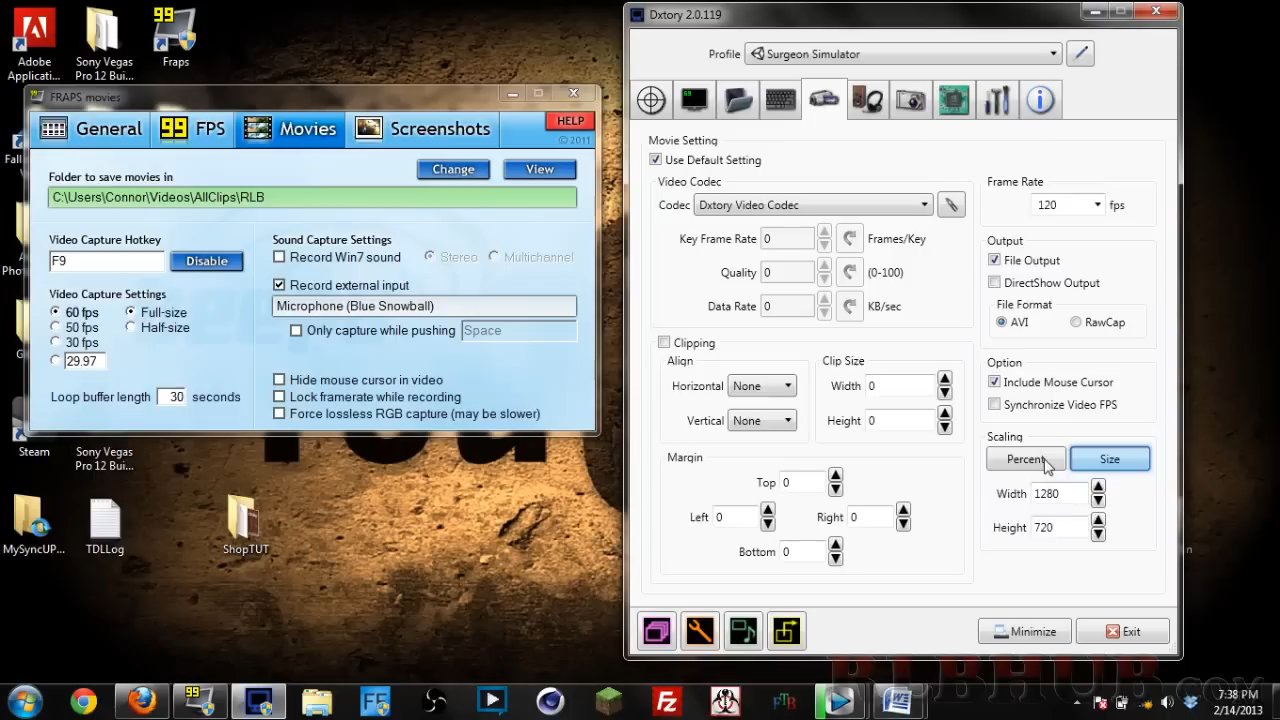 Adobe
Applicati...
Sony Vegas
Pro 12 Bui...
99
Fraps
FRAPS movies
General
99 FPS
Movies
Screenshots
HELP
© 2011
Folder to save movies in
Change
View
C:\Users\Connor\Videos\AllClips\RLB
Video Capture Hotkey
F9
Disable
Video Capture Settings
60 fps
50 fps
30 fps
29.97
Full-size
Half-size
Loop buffer length 30 seconds
Sound Capture Settings
Record Win7 sound
Stereo
Multichannel
Record external input
Microphone (Blue Snowball)
Only capture while pushing Space
Hide mouse cursor in video
Lock framerate while recording
Force lossless RGB capture (may be slower)
Steam
Sony Vegas
Pro 12 Bui...
MySyncUP...
TDLLog
ShopTUT
Dxtory 2.0.119
Profile Surgeon Simulator
Movie Setting
Use Default Setting
Video Codec
Codec Dxtory Video Codec
Key Frame Rate 0 Frames/Key
Quality 0 (0-100)
Data Rate 0 KB/sec
Clipping
Align
Horizontal None
Vertical None
Clip Size
Width 0
Height 0
Margin
Top 0
Left 0
Right 0
Bottom 0
Frame Rate
120 fps
Output
File Output
DirectShow Output
File Format
AVI
RawCap
Option
Include Mouse Cursor
Synchronize Video FPS
Scaling
Percent
Size
Width 1280
Height 720
Minimize
Exit
RLBHUB.COM
99
FF
FTB
7:38 PM
2/14/2013